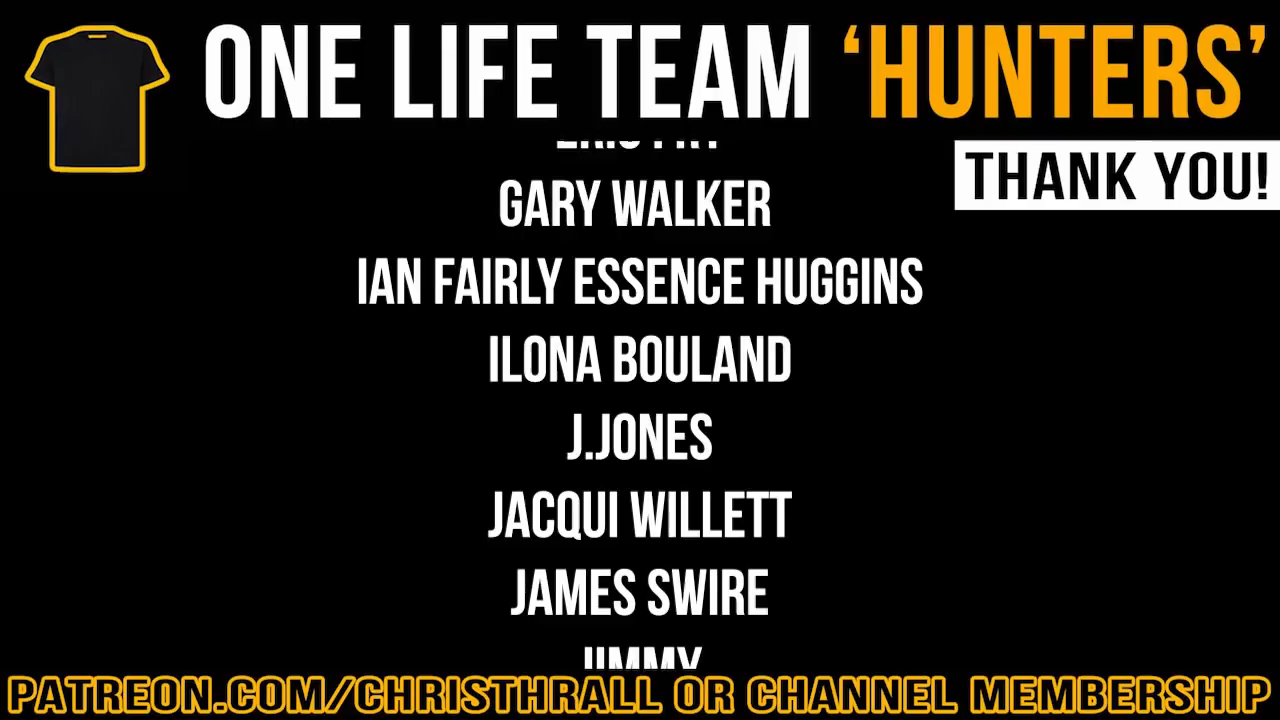 ONE LIFE TEAM ‘HUNTERS’
THANK YOU!
GARY WALKER
IAN FAIRLY ESSENCE HUGGINS
ILONA BOULAND
J.JONES
JACQUI WILLETT
JAMES SWIRE
JIMMY
PATREON.COM/CHRISTHRALL OR CHANNEL MEMBERSHIP